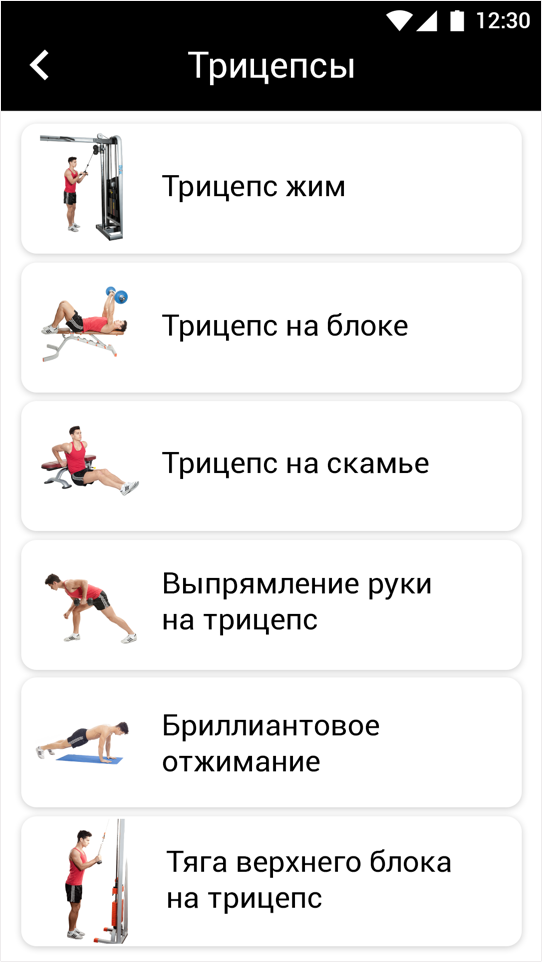 12:30
Трицепсы
Трицепс жим
Трицепс на блоке
Трицепс на скамье
Выпрямление руки
на трицепс
Бриллиантовое
отжимание
Тяга верхнего блока
на трицепс